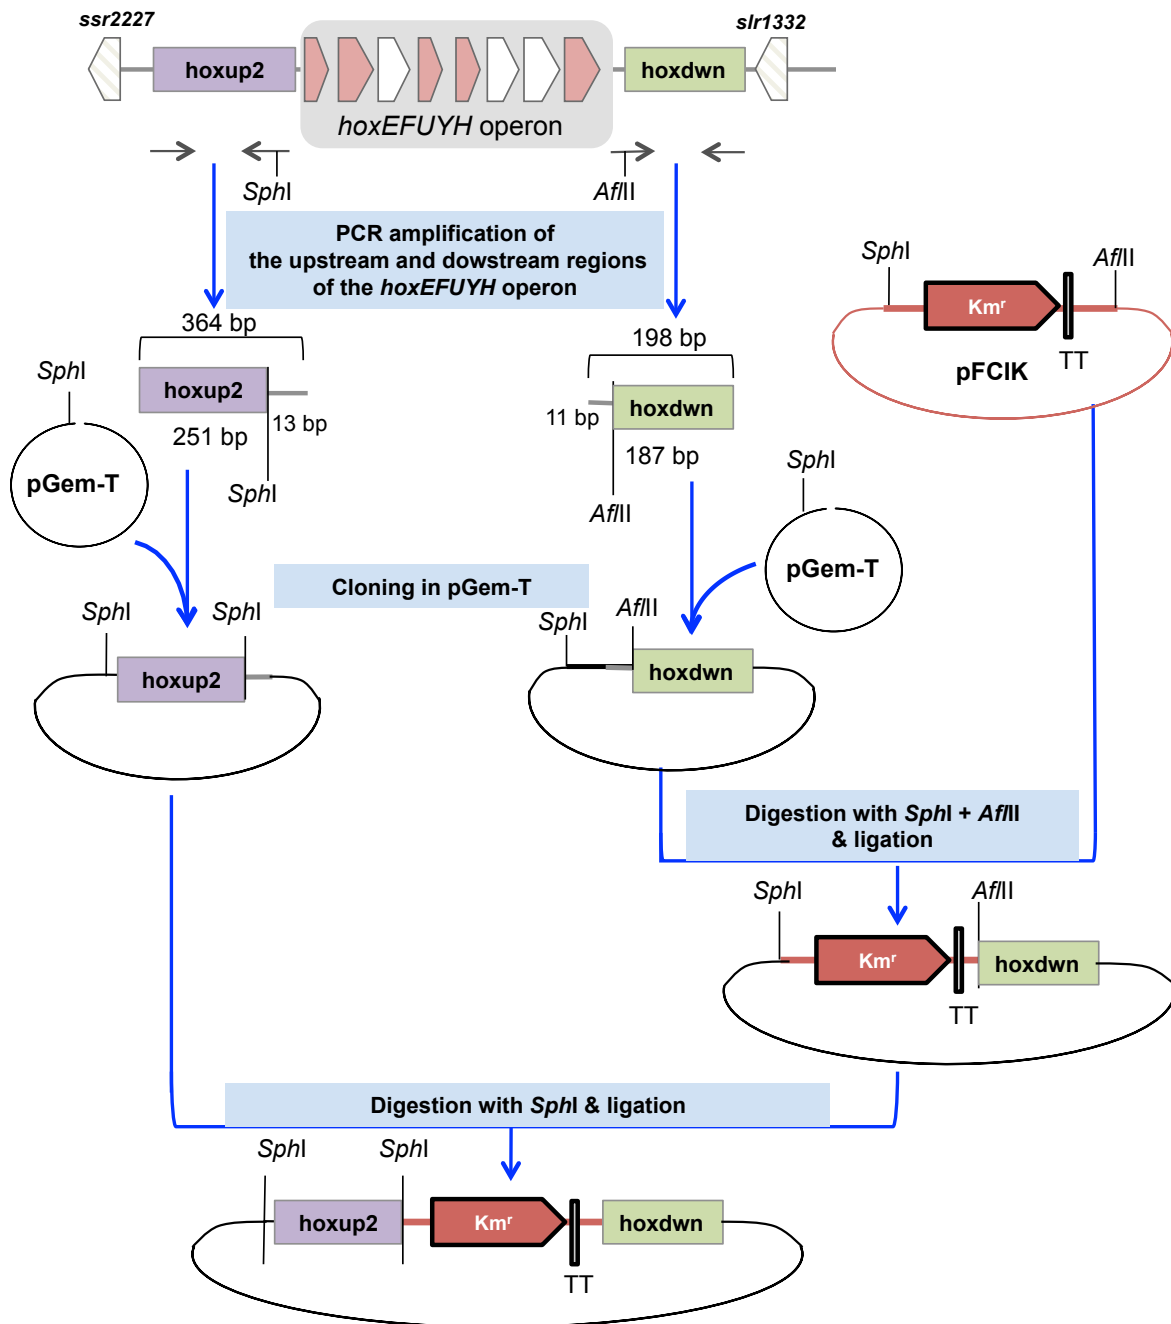 ssr2227
slr1332
hoxup2
hoxdwn
hoxEFUYH operon
SphI
AflII
PCR amplification of
the upstream and dowstream regions
of the hoxEFUYH operon
SphI
AflII
Kmr
TT
pFCIK
364 bp
198 bp
SphI
hoxup2
13 bp
251 bp
SphI
11 bp
hoxdwn
187 bp
AflII
SphI
pGem-T
pGem-T
Cloning in pGem-T
SphI
SphI
hoxup2
SphI
AflII
hoxdwn
Digestion with SphI + AflII
& ligation
SphI
AflII
Kmr
hoxdwn
TT
Digestion with SphI & ligation
SphI
SphI
hoxup2
Kmr
hoxdwn
TT